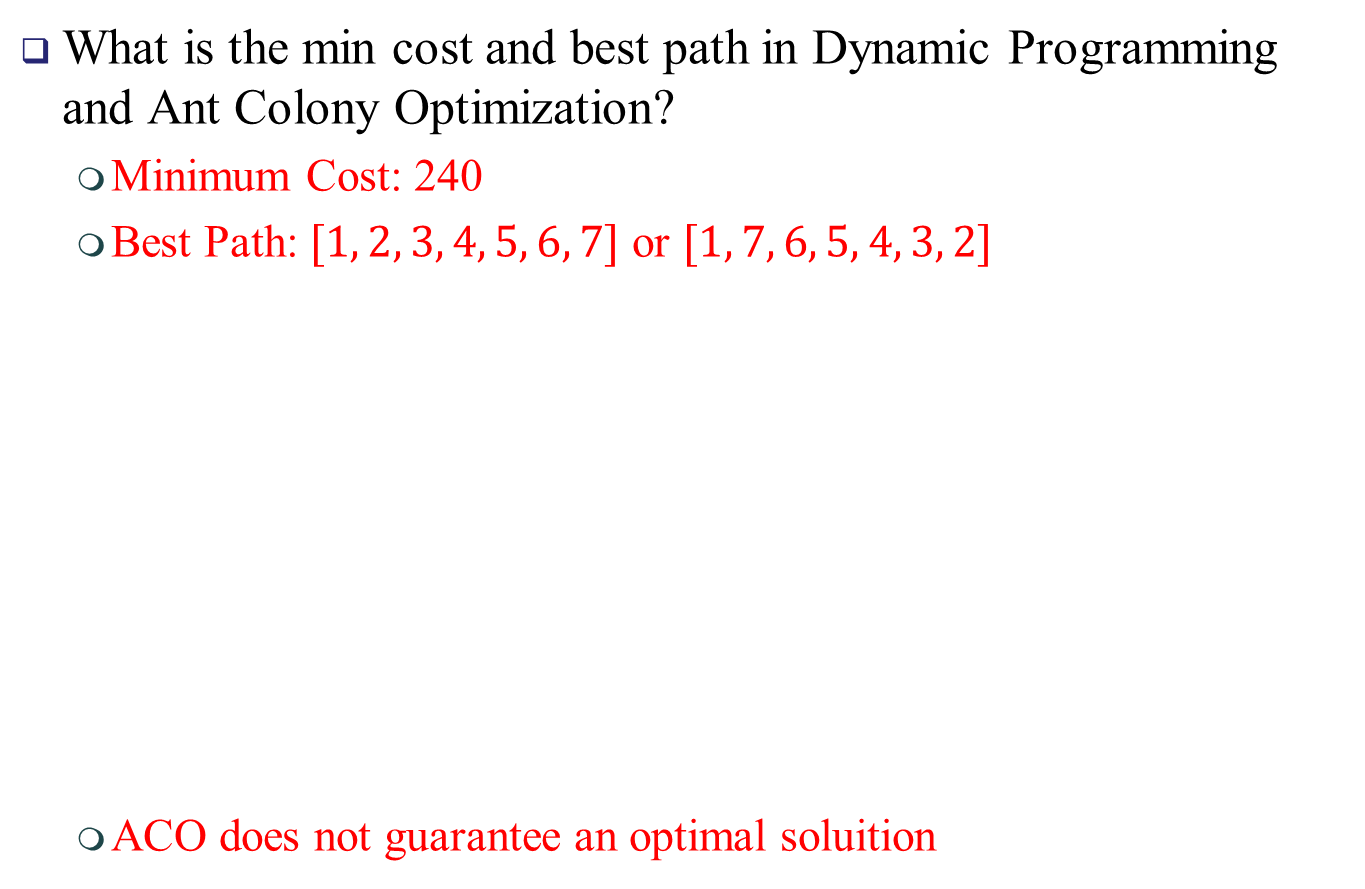 What is the min cost and best path in Dynamic Programming
and Ant Colony Optimization?
Minimum Cost: 240
Best Path: [1, 2, 3, 4, 5, 6, 7] or [1, 7, 6, 5, 4, 3, 2]
ACO does not guarantee an optimal soluition